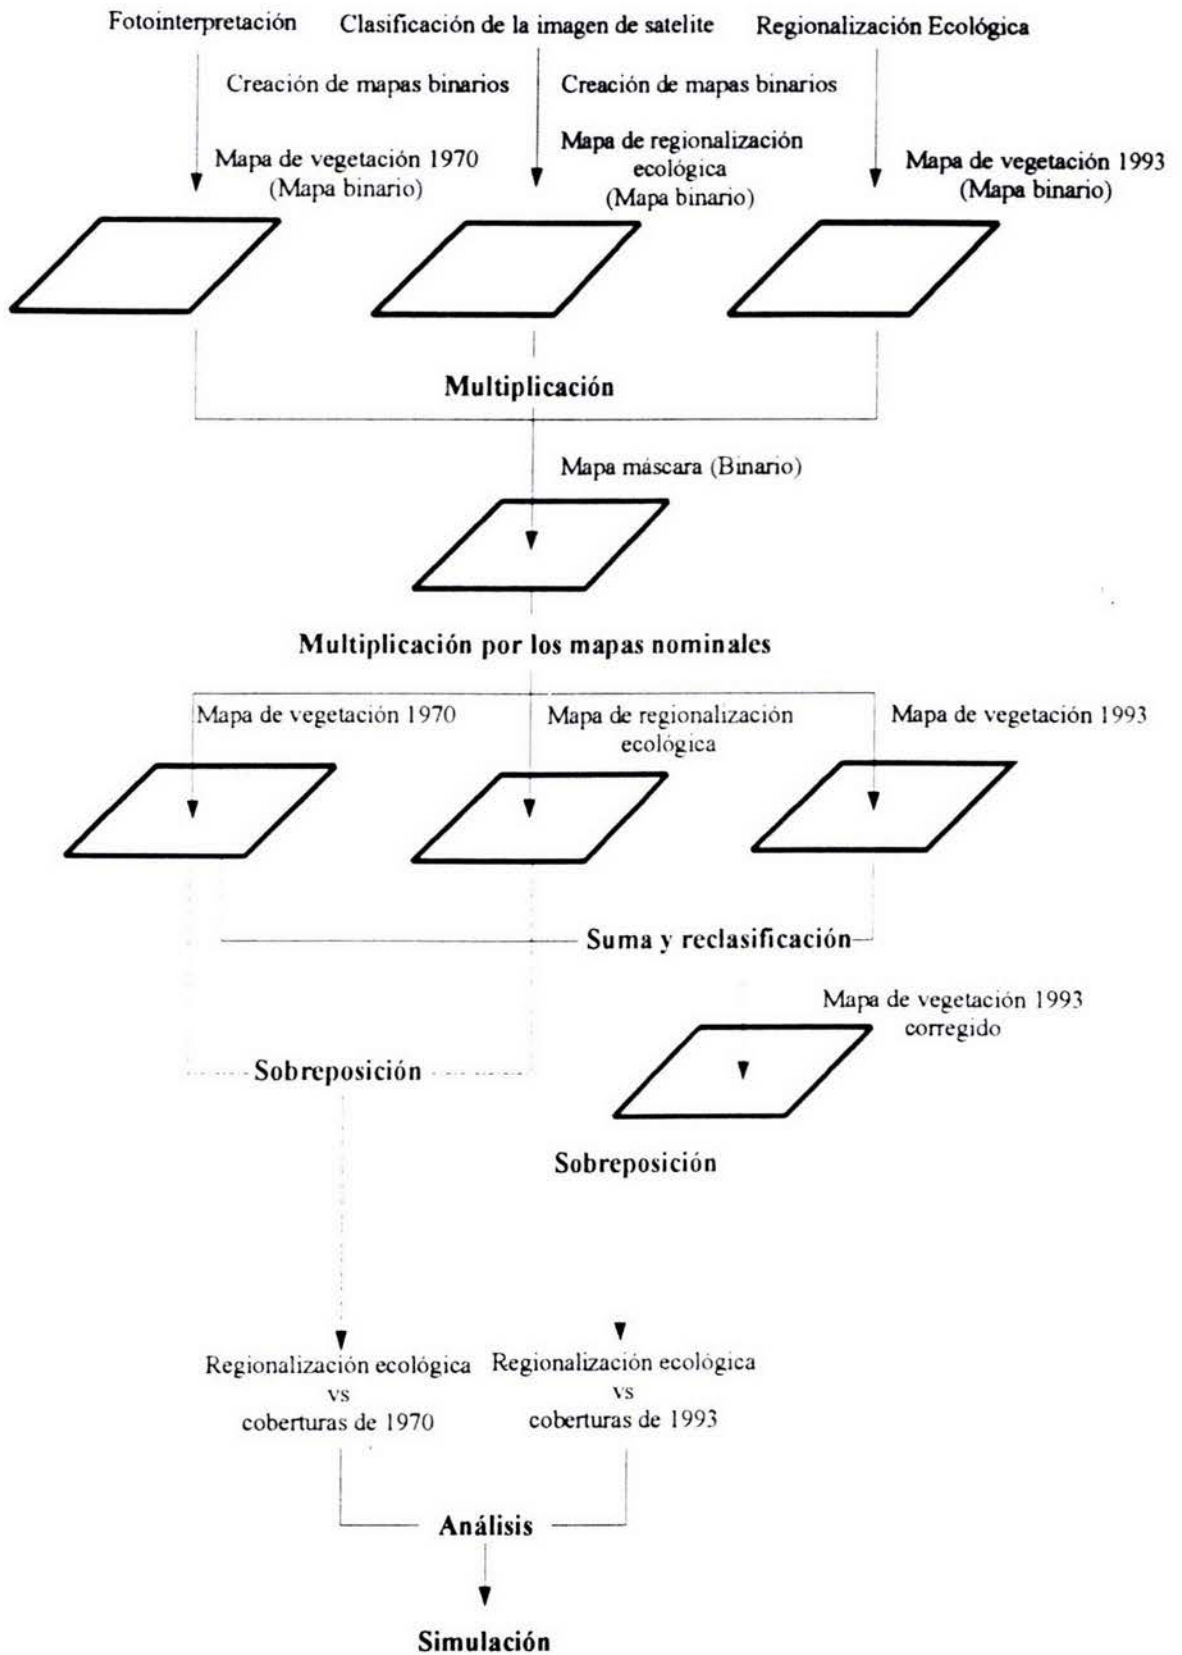 Fotointerpretación
Clasificación de la imagen de satelite
Regionalización Ecológica
Creación de mapas binarios
Creación de mapas binarios
Mapa de vegetación 1970
(Mapa binario)
Mapa de regionalización
ecológica
(Mapa binario)
Mapa de vegetación 1993
(Mapa binario)
Multiplicación
Mapa máscara (Binario)
Multiplicación por los mapas nominales
Mapa de vegetación 1970
Mapa de regionalización
ecológica
Mapa de vegetación 1993
Suma y reclasificación
Mapa de vegetación 1993
corregido
Sobreposición
Sobreposición
Regionalización ecológica
vs
coberturas de 1970
Regionalización ecológica
vs
coberturas de 1993
Análisis
Simulación